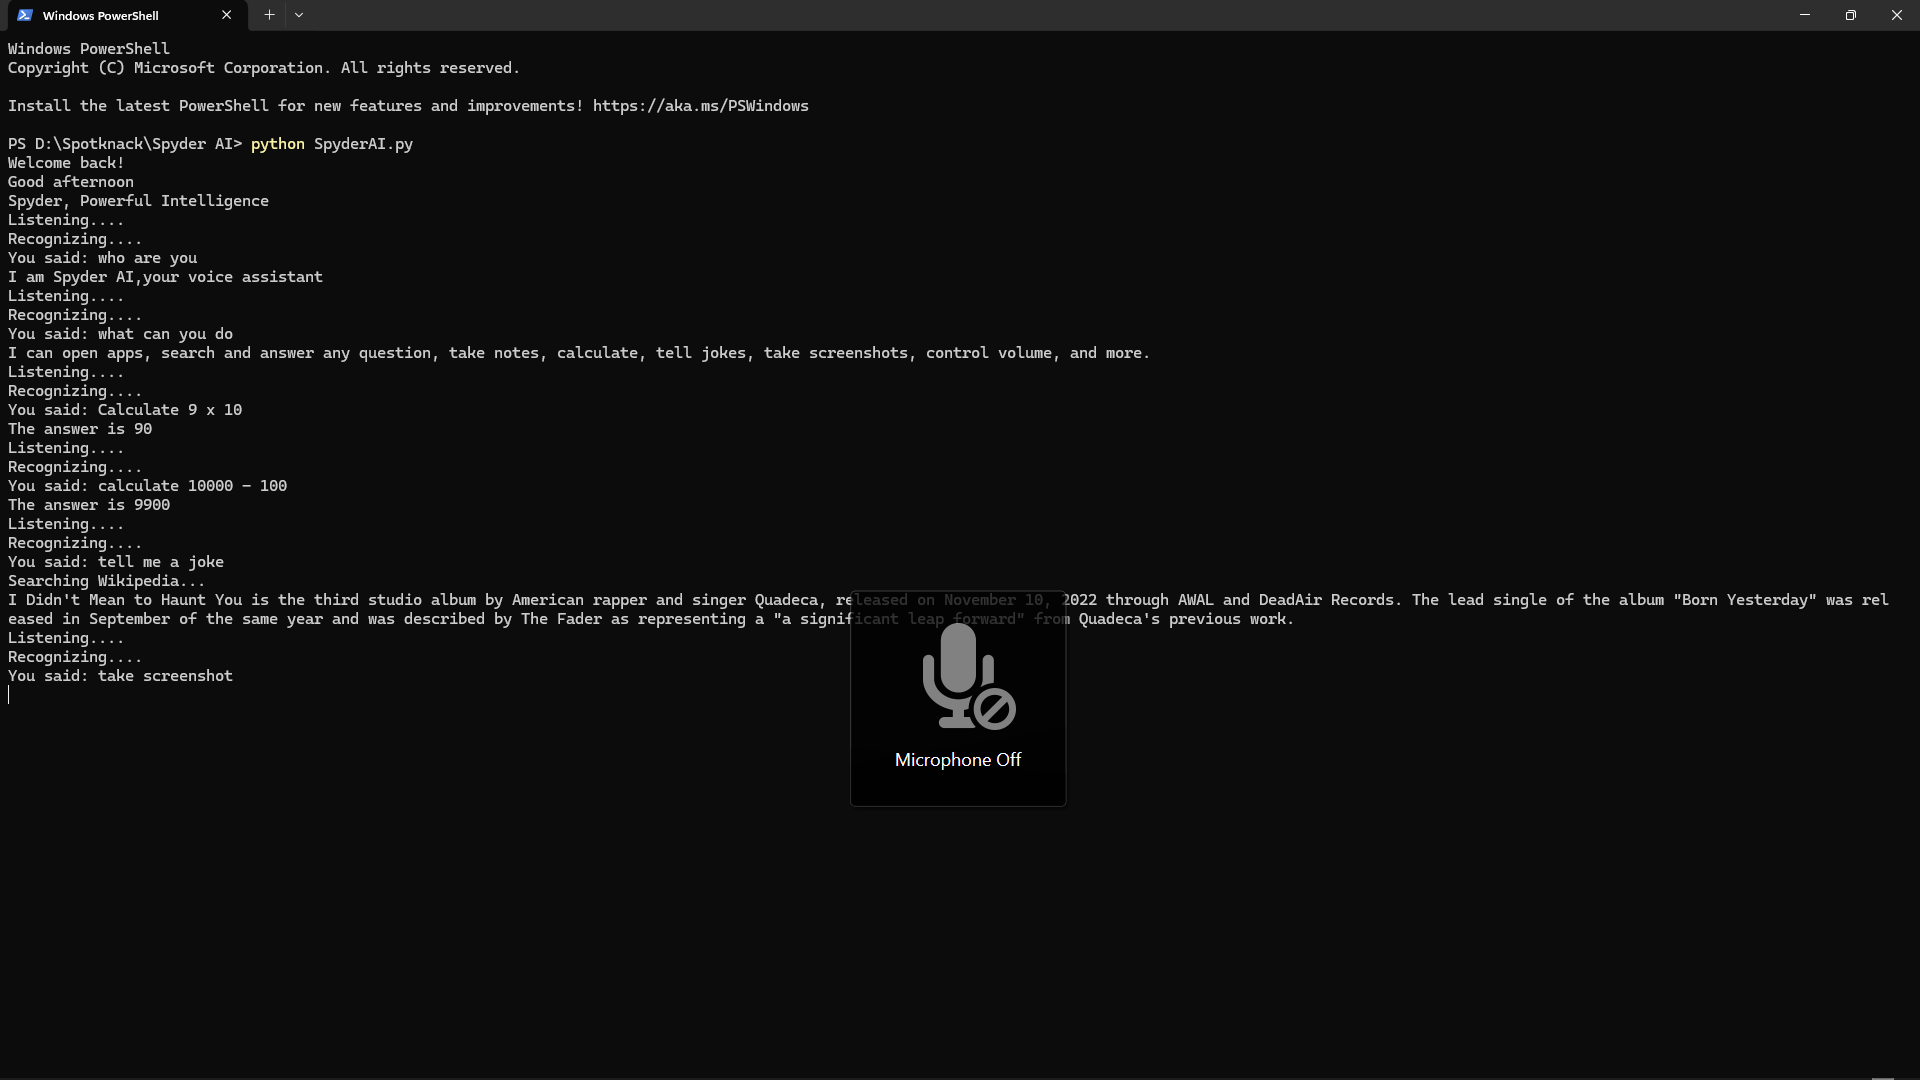 Windows PowerShell
Windows PowerShell
Copyright (C) Microsoft Corporation. All rights reserved.
Install the latest PowerShell for new features and improvements! https://aka.ms/PSWindows
PS D:\Spotknack\Spyder AI> python SpyderAI.py
Welcome back!
Good afternoon
Spyder, Powerful Intelligence
Listening....
Recognizing....
You said: who are you
I am Spyder AI,your voice assistant
Listening....
Recognizing....
You said: what can you do
I can open apps, search and answer any question, take notes, calculate, tell jokes, take screenshots, control volume, and more.
Listening....
Recognizing....
You said: Calculate 9 x 10
The answer is 90
Listening....
Recognizing....
You said: calculate 10000 - 100
The answer is 9900
Listening....
Recognizing....
You said: tell me a joke
Searching Wikipedia...
I Didn't Mean to Haunt You is the third studio album by American rapper and singer Quadeca, released on November 10, 2022 through AWAL and DeadAir Records. The lead single of the album "Born Yesterday" was rel
eased in September of the same year and was described by The Fader as representing a "a significant leap forward" from Quadeca's previous work.
Listening....
Recognizing....
You said: take screenshot
Microphone Off